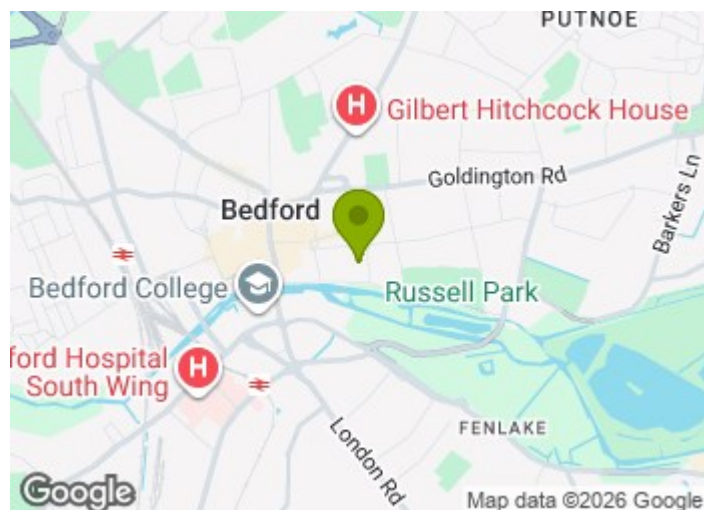 PUTNOE
H
Gilbert Hitchcock House
Goldington Rd
Barkers Ln
Bedford
Bedford College
Russell Park
ford Hospital
South Wing
H
FENLAKE
London Rd
Google
Map data ©2026 Google